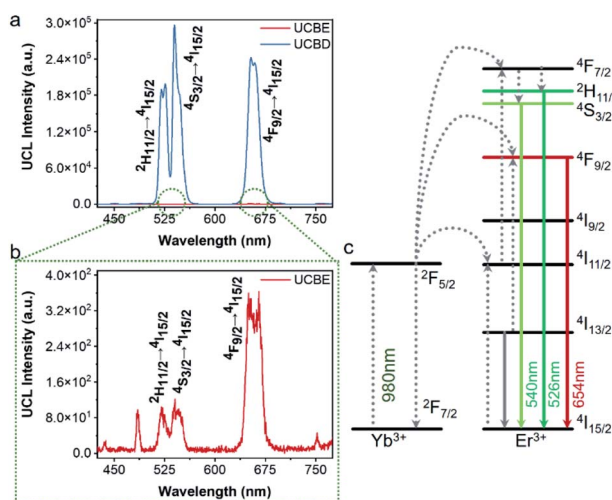 a
UCBE
UCBD
3.0×10⁵
2.4×10⁵
1.8×10⁵
1.2×10⁵
6.0×10⁴
0.0
UCL Intensity (a.u.)
²H₁₁/₂→⁴I₁₅/₂
⁴S₃/₂→⁴I₁₅/₂
⁴F₉/₂→⁴I₁₅/₂
450 525 600 675 750
Wavelength (nm)
b
UCBE
4.0×10²
3.2×10²
2.4×10²
1.6×10²
8.0×10¹
0.0
UCL Intensity (a.u.)
²H₁₁/₂→⁴I₁₅/₂
⁴S₃/₂→⁴I₁₅/₂
⁴F₉/₂→⁴I₁₅/₂
450 525 600 675 750
Wavelength (nm)
c
⁴F₇/₂
²H₁₁/
⁴S₃/₂
⁴F₉/₂
⁴I₉/₂
⁴I₁₁/₂
²F₅/₂
⁴I₁₃/₂
980nm
540nm
526nm
654nm
²F₇/₂
⁴I₁₅/₂
Yb³⁺
Er³⁺